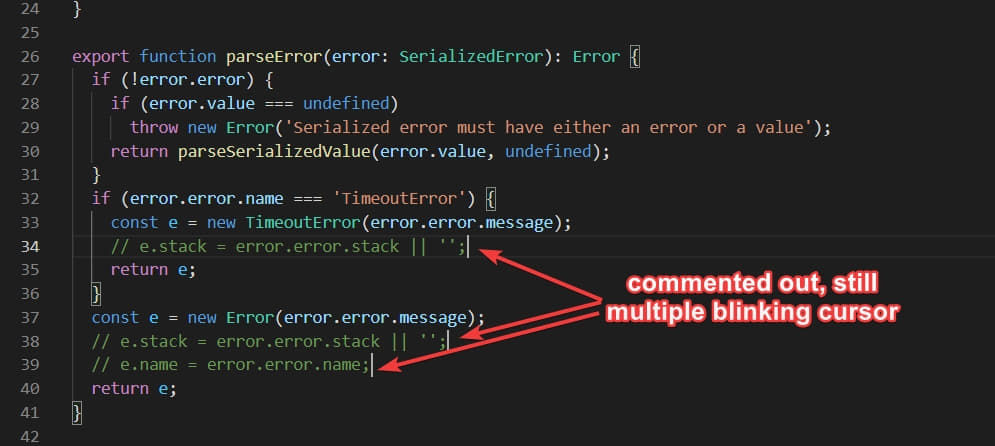 24 }
25
26 export function parseError(error: SerializedError): Error {
27   if (!error.error) {
28     if (error.value === undefined)
29       throw new Error('Serialized error must have either an error or a value');
30     return parseSerializedValue(error.value, undefined);
31   }
32   if (error.error.name === 'TimeoutError') {
33     const e = new TimeoutError(error.error.message);
34     // e.stack = error.error.stack || '';
35     return e;
36   }
37   const e = new Error(error.error.message);
38   // e.stack = error.error.stack || '';
39   // e.name = error.error.name;
40   return e;
41 }
42
commented out, still
multiple blinking cursor